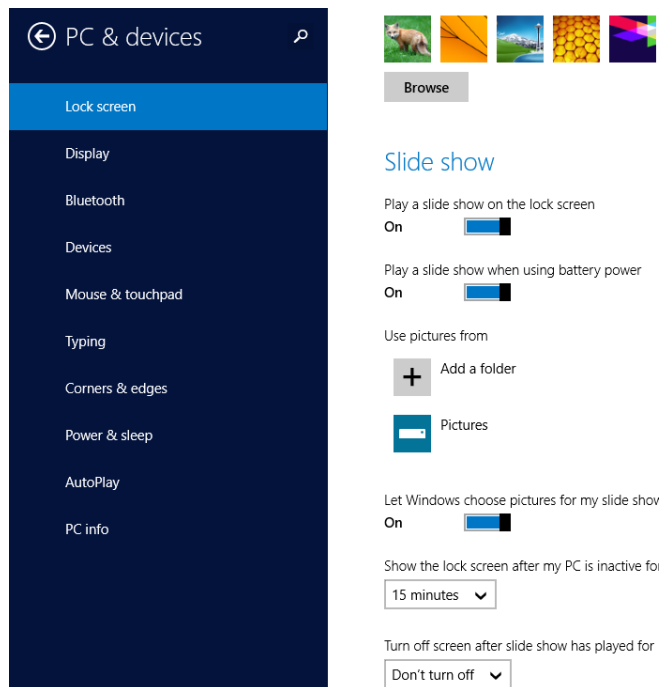 PC & devices
Lock screen
Display
Bluetooth
Devices
Mouse & touchpad
Typing
Corners & edges
Power & sleep
AutoPlay
PC info
Browse
Slide show
Play a slide show on the lock screen
On
Play a slide show when using battery power
On
Use pictures from
Add a folder
Pictures
Let Windows choose pictures for my slide show
On
Show the lock screen after my PC is inactive for
15 minutes
Turn off screen after slide show has played for
Don't turn off